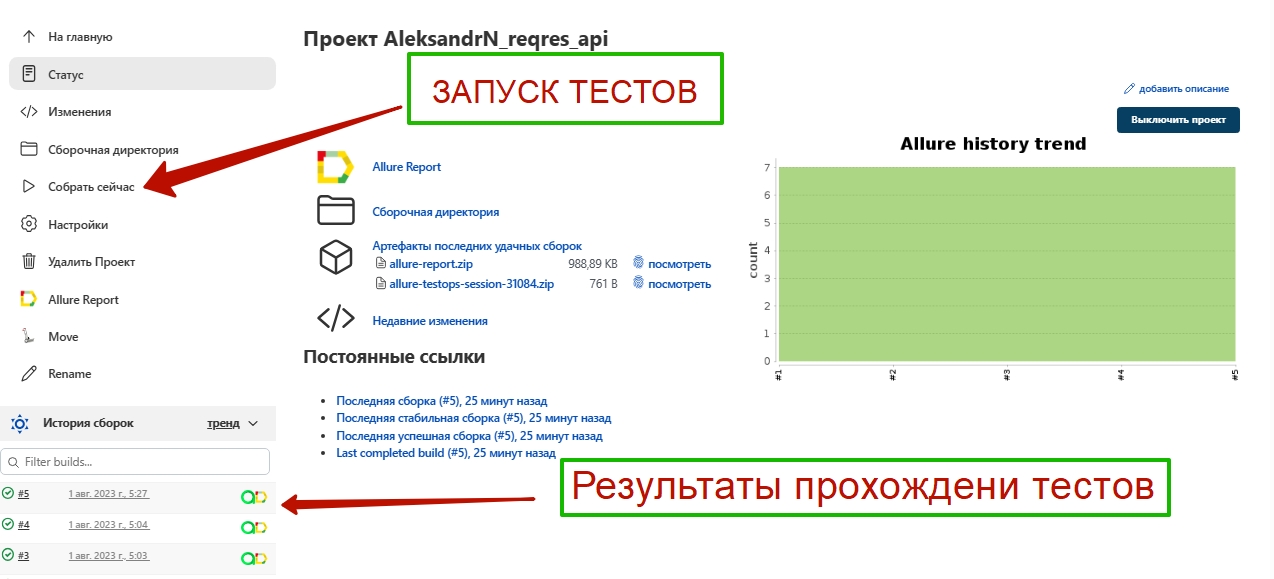 На главную
Статус
Изменения
Сборочная директория
Собрать сейчас
Настройки
Удалить Проект
Allure Report
Move
Rename
История сборок
тренд
Filter builds...
#5
1 авг. 2023 г., 5:27
#4
1 авг. 2023 г., 5:04
#3
1 авг. 2023 г., 5:03
Проект AleksandrN_reqres_api
ЗАПУСК ТЕСТОВ
добавить описание
Выключить проект
Allure Report
Сборочная директория
Артефакты последних удачных сборок
allure-report.zip 988,89 KB посмотреть
allure-testops-session-31084.zip 761 B посмотреть
Недавние изменения
Постоянные ссылки
Последняя сборка (#5), 25 минут назад
Последняя стабильная сборка (#5), 25 минут назад
Последняя успешная сборка (#5), 25 минут назад
Last completed build (#5), 25 минут назад
Allure history trend
count
7
6
5
4
3
2
1
0
#1 #2 #3 #4 #5
Результаты прохождени тестов